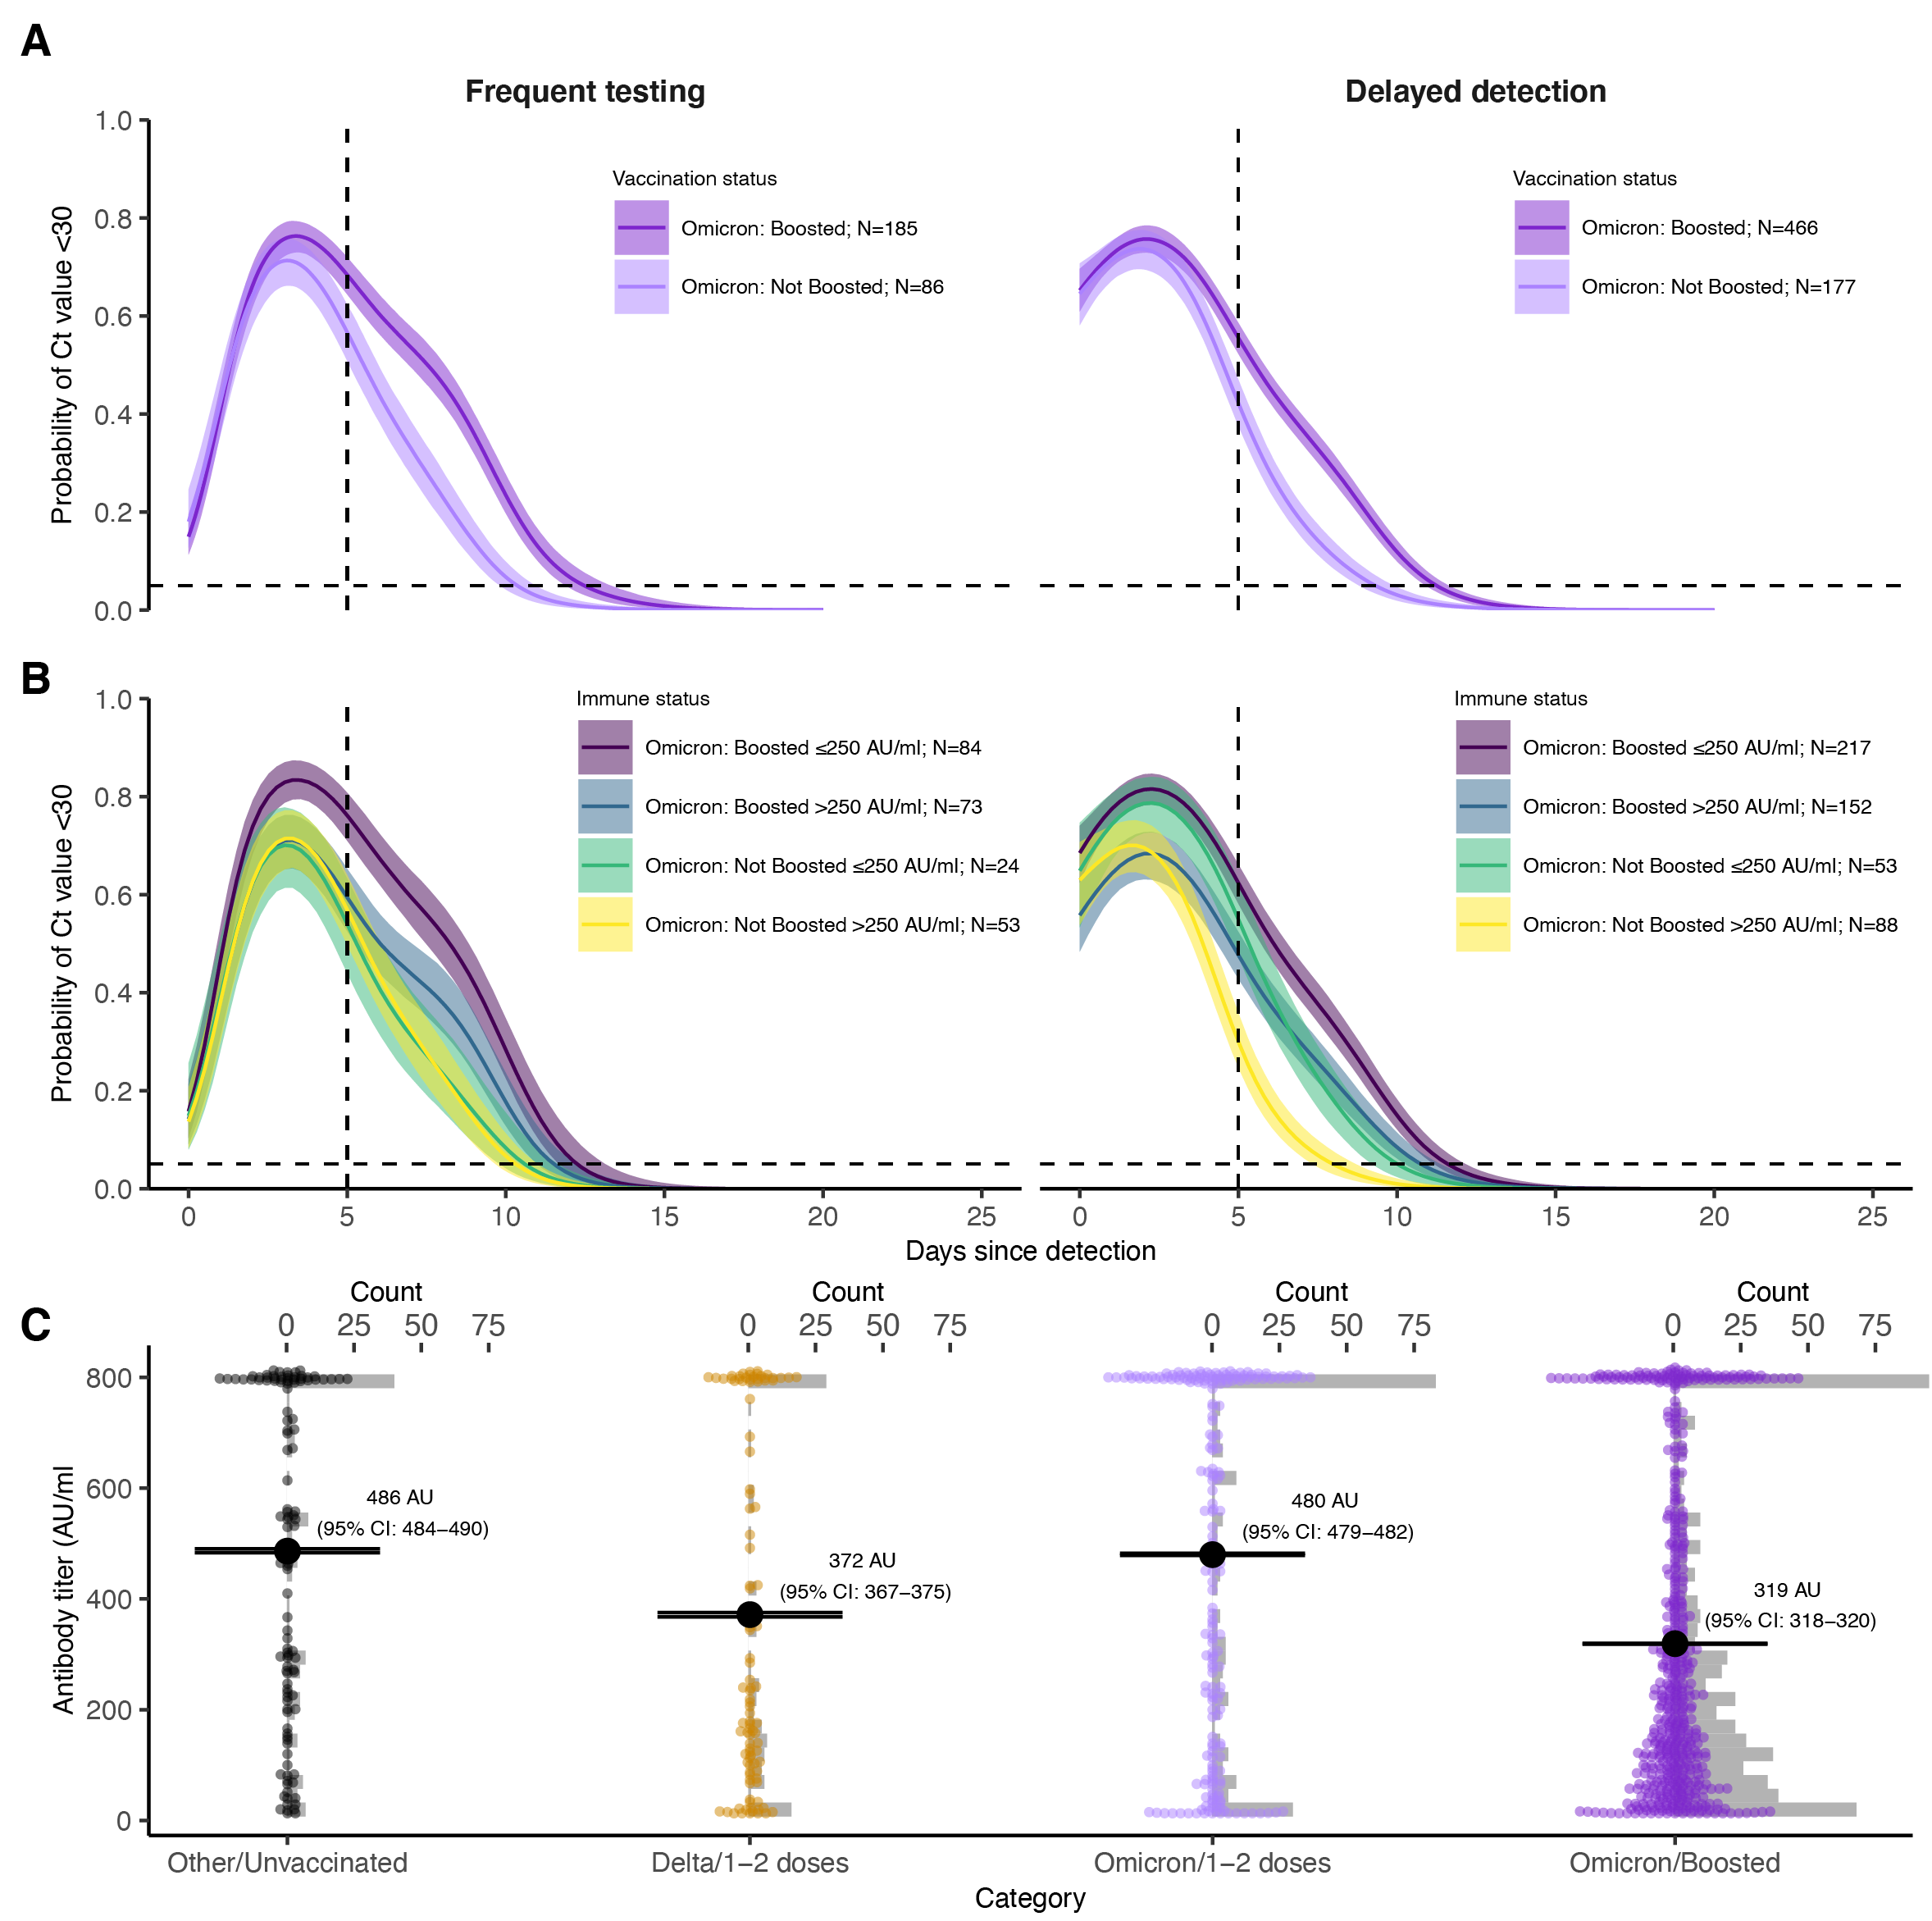 A
Frequent testing
Delayed detection
Probability of Ct value <30
1.0
0.8
0.6
0.4
0.2
0.0
Vaccination status
Omicron: Boosted; N=185
Omicron: Not Boosted; N=86
Vaccination status
Omicron: Boosted; N=466
Omicron: Not Boosted; N=177
B
Probability of Ct value <30
1.0
0.8
0.6
0.4
0.2
0.0
Immune status
Omicron: Boosted ≤250 AU/ml; N=84
Omicron: Boosted >250 AU/ml; N=73
Omicron: Not Boosted ≤250 AU/ml; N=24
Omicron: Not Boosted >250 AU/ml; N=53
Immune status
Omicron: Boosted ≤250 AU/ml; N=217
Omicron: Boosted >250 AU/ml; N=152
Omicron: Not Boosted ≤250 AU/ml; N=53
Omicron: Not Boosted >250 AU/ml; N=88
0 5 10 15 20 25
0 5 10 15 20 25
Days since detection
C
Count
0 25 50 75
Count
0 25 50 75
Count
0 25 50 75
Count
0 25 50 75
Antibody titer (AU/ml
800
600
400
200
0
486 AU
(95% CI: 484–490)
372 AU
(95% CI: 367–375)
480 AU
(95% CI: 479–482)
319 AU
(95% CI: 318–320)
Other/Unvaccinated
Delta/1–2 doses
Omicron/1–2 doses
Omicron/Boosted
Category